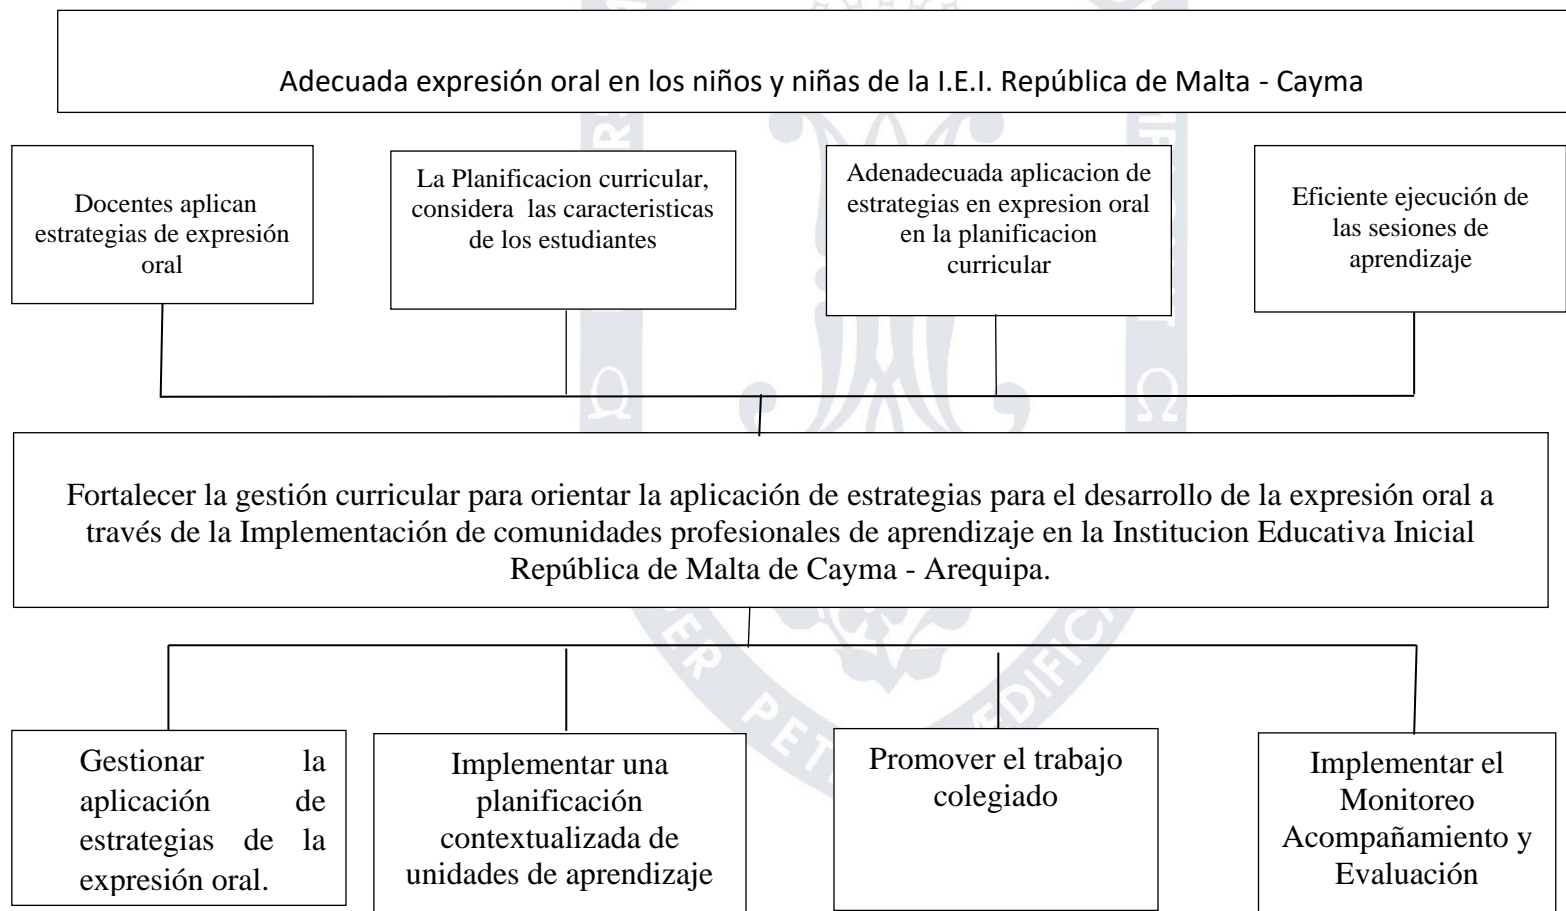 Adecuada expresión oral en los niños y niñas de la I.E.I. República de Malta - Cayma
Docentes aplican
estrategias de expresión
oral
La Planificacion curricular,
considera las caracteristicas
de los estudiantes
Adenadecuada aplicacion de
estrategias en expresion oral
en la planificacion
curricular
Eficiente ejecución de
las sesiones de
aprendizaje
Fortalecer la gestión curricular para orientar la aplicación de estrategias para el desarrollo de la expresión oral a
través de la Implementación de comunidades profesionales de aprendizaje en la Institucion Educativa Inicial
República de Malta de Cayma - Arequipa.
Gestionar la
aplicación de
estrategias de la
expresión oral.
Implementar una
planificación
contextualizada de
unidades de aprendizaje
Promover el trabajo
colegiado
Implementar el
Monitoreo
Acompañamiento y
Evaluación